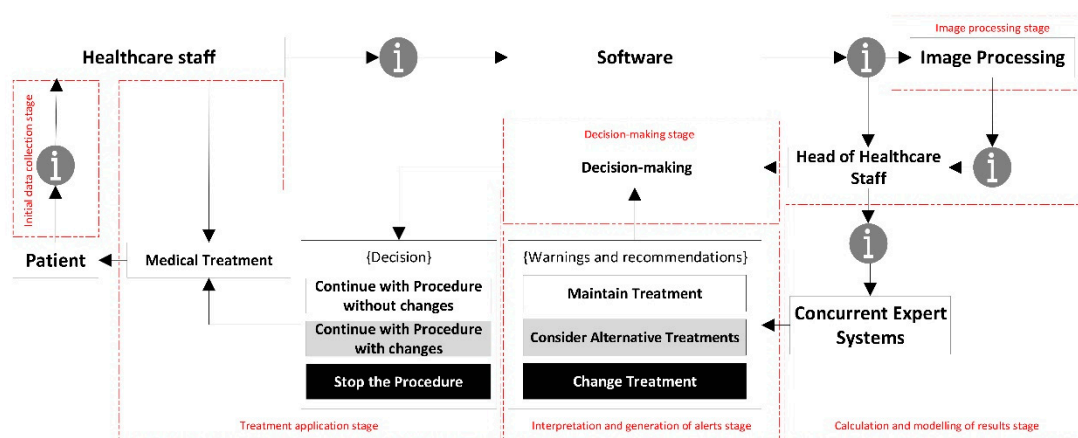 Image processing stage
Healthcare staff
i
Software
i
Image Processing
Initial data collection stage
i
Decision-making stage
Decision-making
Head of Healthcare
Staff
i
i
Patient
Medical Treatment
{Decision}
Continue with Procedure
without changes
Continue with Procedure
with changes
Stop the Procedure
{Warnings and recommendations}
Maintain Treatment
Consider Alternative Treatments
Change Treatment
Concurrent Expert
Systems
Treatment application stage
Interpretation and generation of alerts stage
Calculation and modelling of results stage